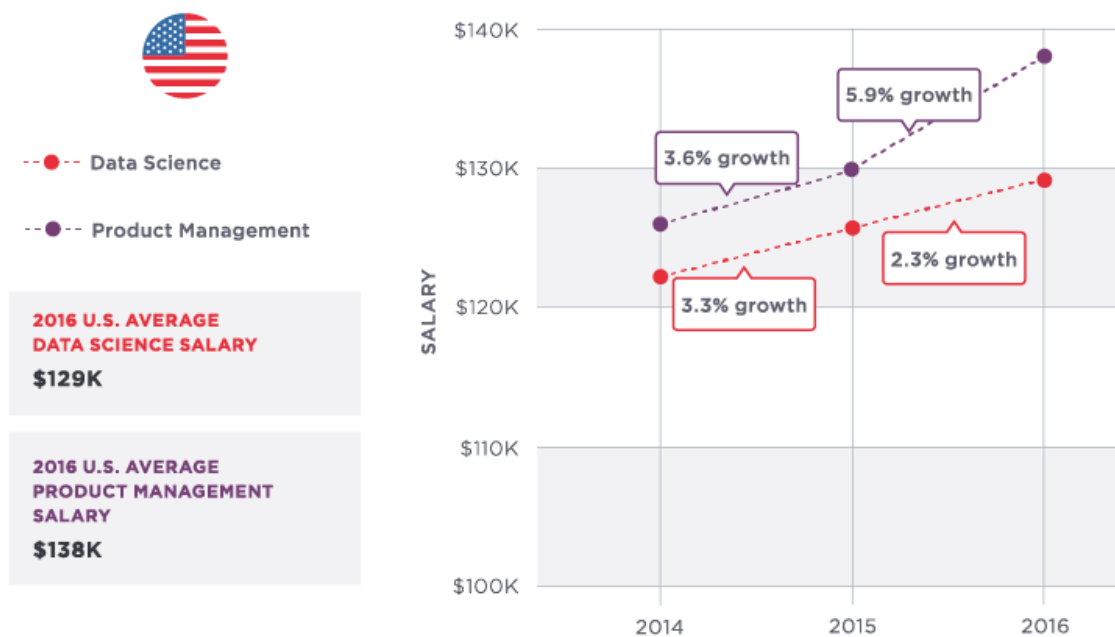 Data Science
Product Management
2016 U.S. AVERAGE
DATA SCIENCE SALARY
$129K
2016 U.S. AVERAGE
PRODUCT MANAGEMENT
SALARY
$138K
SALARY
$140K
$130K
$120K
$110K
$100K
3.6% growth
5.9% growth
3.3% growth
2.3% growth
2014
2015
2016